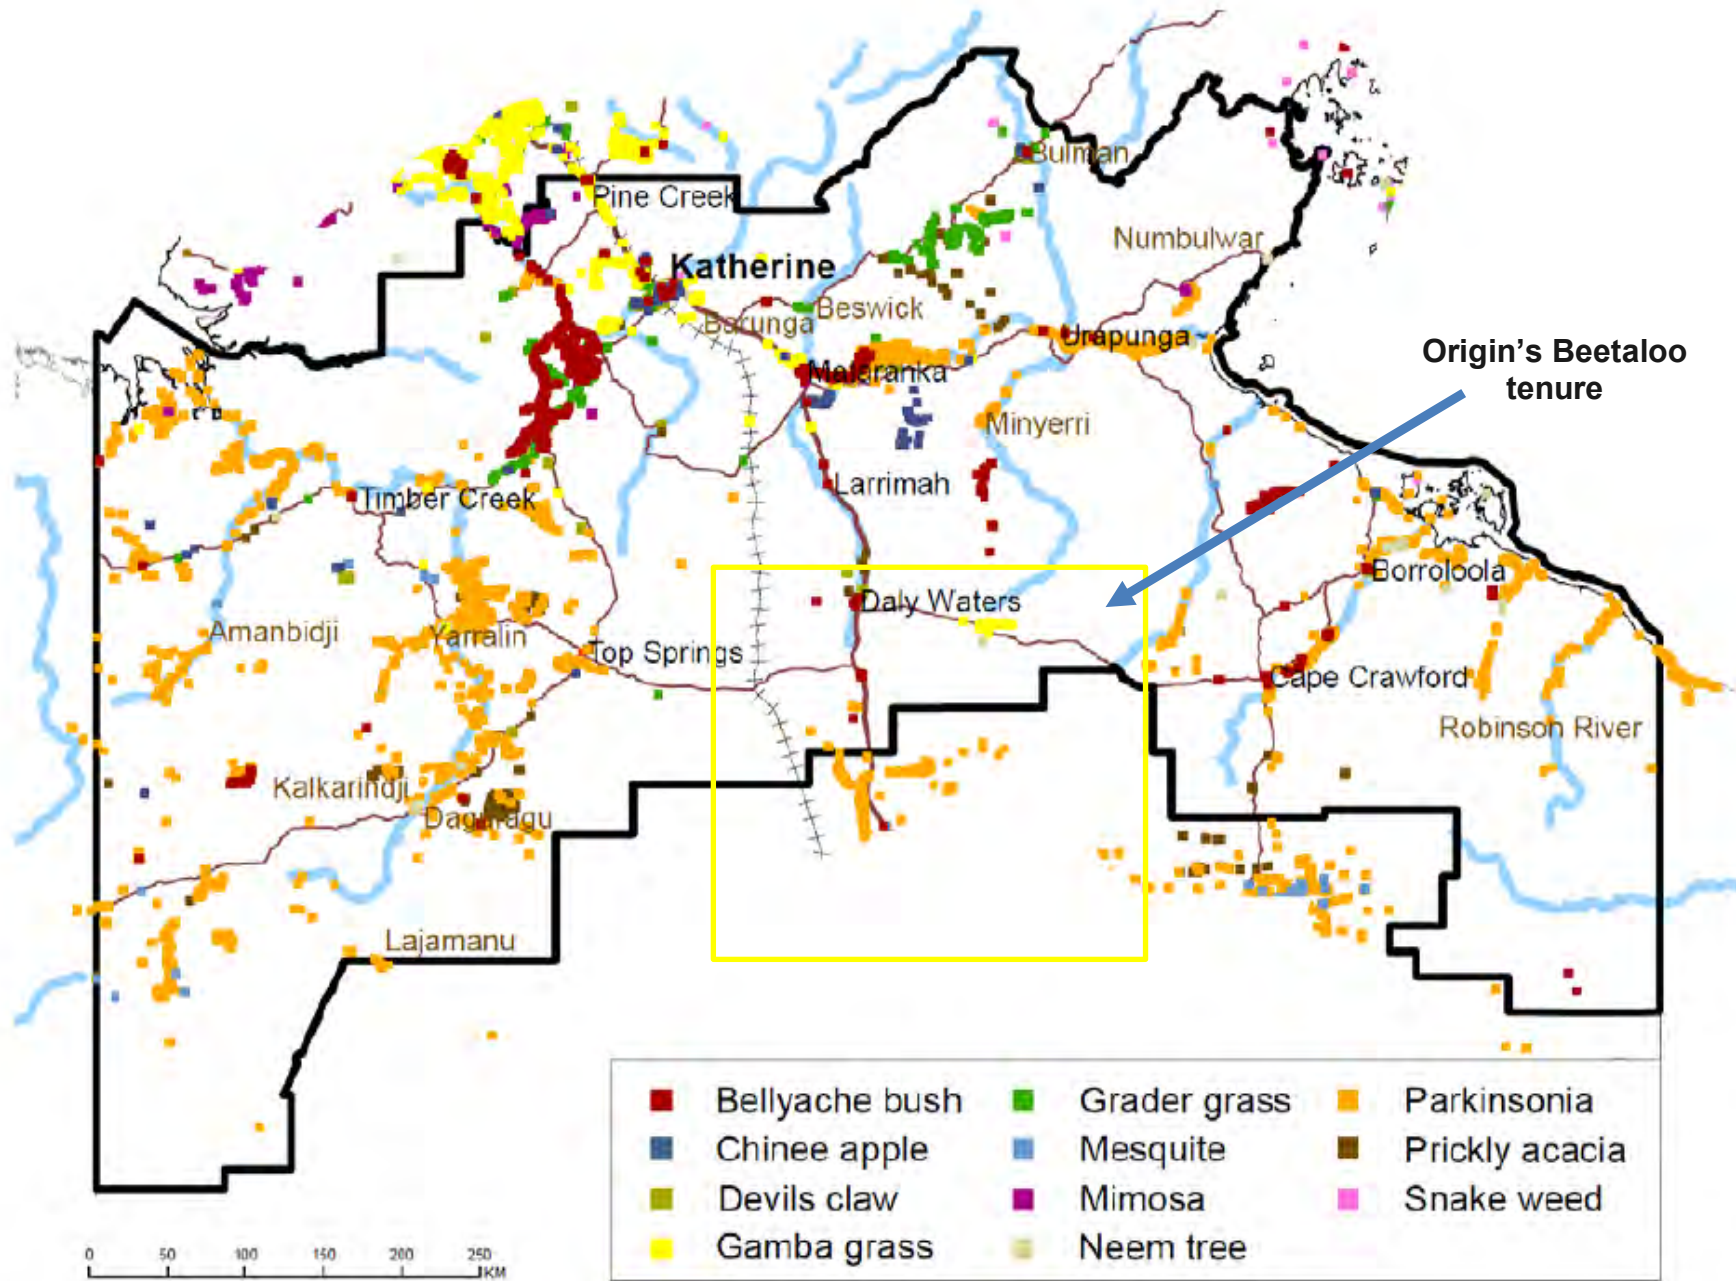 Bulman
Pine Creek
Numbulwar
Katherine
Beswick
Barunga
Urapunga
Origin's Beetaloo
tenure
Mataranka
Minyerri
Larrimah
Timber Creek
Borroloola
Daly Waters
Amanbidji
Yarralin
Top Springs
Cape Crawford
Robinson River
Kalkarindji
Daguragu
Lajamanu
Bellyache bush
Grader grass
Parkinsonia
Chinee apple
Mesquite
Prickly acacia
Devils claw
Mimosa
Snake weed
Gamba grass
Neem tree
0 50 100 150 200 250
KM